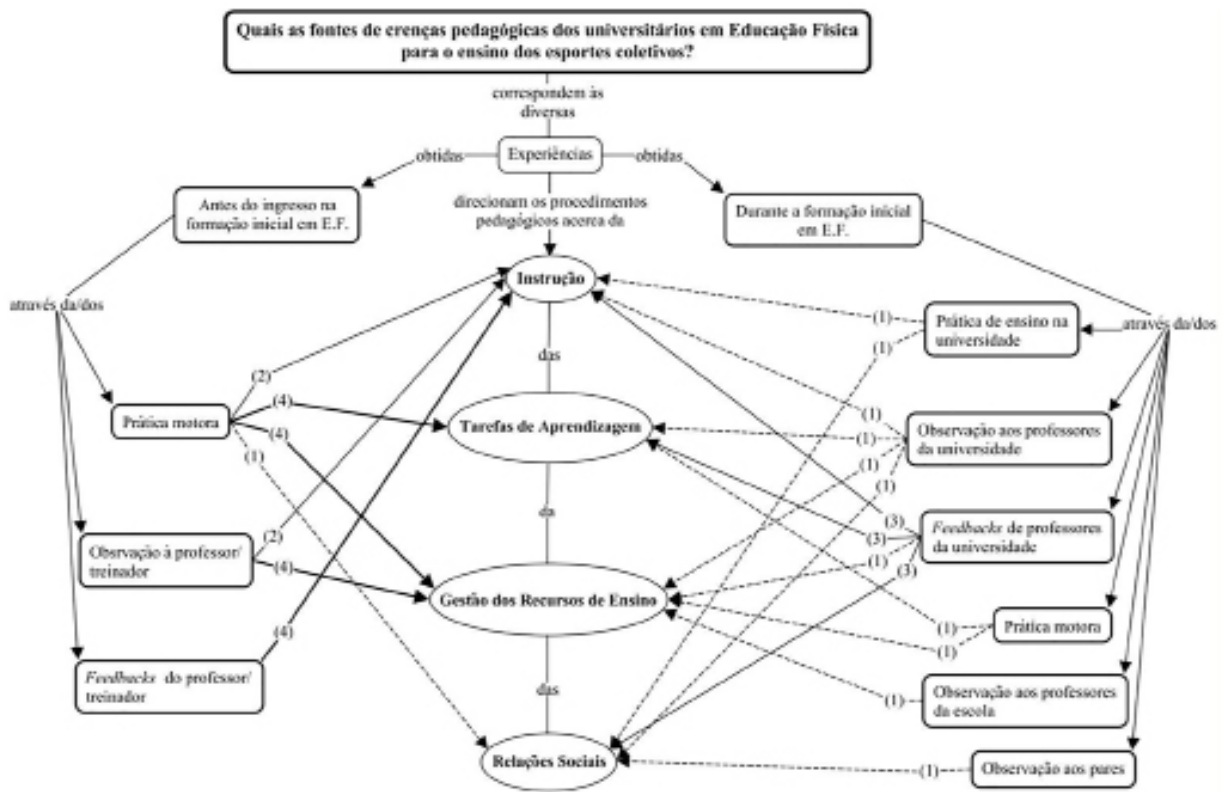 Quais as fontes de crenças pedagógicas dos universitários em Educação Física
para o ensino dos esportes coletivos?
correspondem às
diversas
obtidas
Experiências
obtidas
Antes do ingresso na
formação inicial em E.F.
direcionam os procedimentos
pedagógicos acerca da
Durante a formação inicial
em E.F.
Instrução
através da/dos
(1)
Prática de ensino na
universidade
através da/dos
(1)
das
(2)
(4)
Prática motora
(4)
(1)
Tarefas de Aprendizagem
(1)
(1)
(1)
(1)
Observação aos professores
da universidade
da
(2)
(3)
(3)
(1)
(3)
Feedbacks de professores
da universidade
Obsrvação à professor/
treinador
(4)
Gestão dos Recursos de Ensino
(4)
(1)
(1)
Prática motora
Feedbacks do professor/
treinador
das
(1)
Observação aos professores
da escola
Relações Sociais
(1)
Observação aos pares